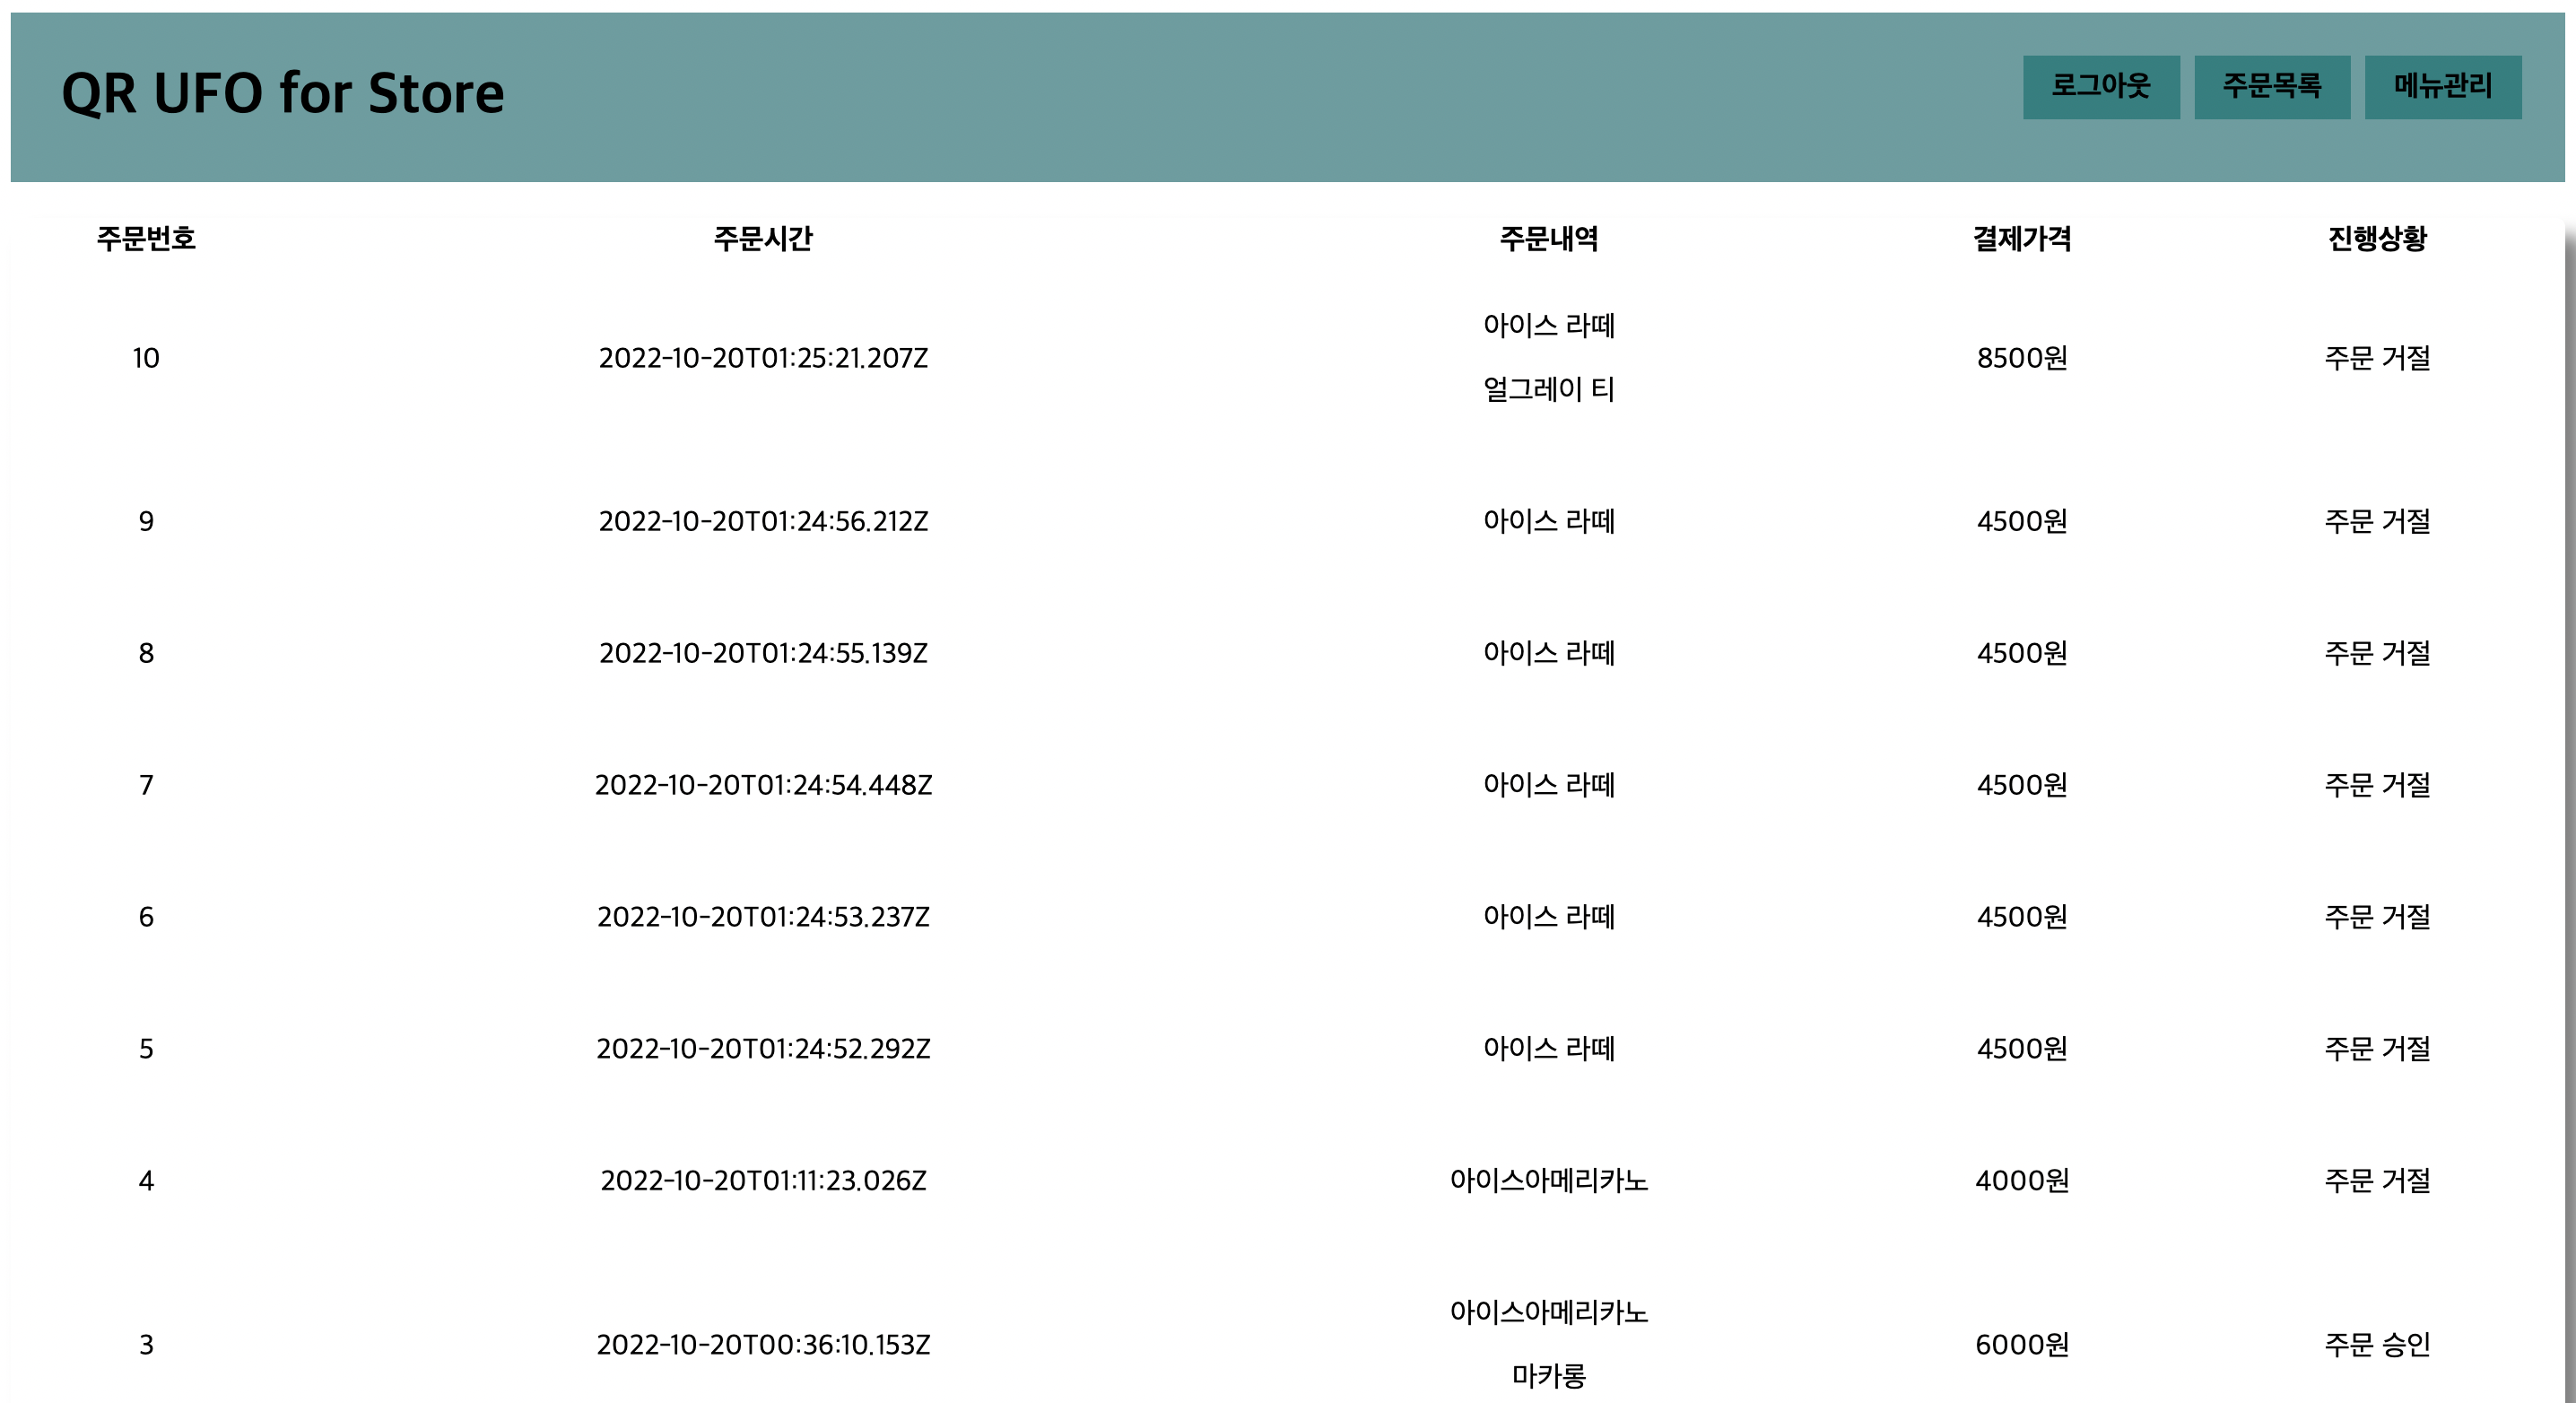 QR UFO for Store
로그아웃 주문목록 메뉴관리
주문번호 주문시간 주문내역 결제가격 진행상황
10 2022-10-20T01:25:21.207Z 아이스 라떼 8500원 주문 거절
얼그레이 티
9 2022-10-20T01:24:56.212Z 아이스 라떼 4500원 주문 거절
8 2022-10-20T01:24:55.139Z 아이스 라떼 4500원 주문 거절
7 2022-10-20T01:24:54.448Z 아이스 라떼 4500원 주문 거절
6 2022-10-20T01:24:53.237Z 아이스 라떼 4500원 주문 거절
5 2022-10-20T01:24:52.292Z 아이스 라떼 4500원 주문 거절
4 2022-10-20T01:11:23.026Z 아이스아메리카노 4000원 주문 거절
3 2022-10-20T00:36:10.153Z 아이스아메리카노 6000원 주문 승인
마카롱